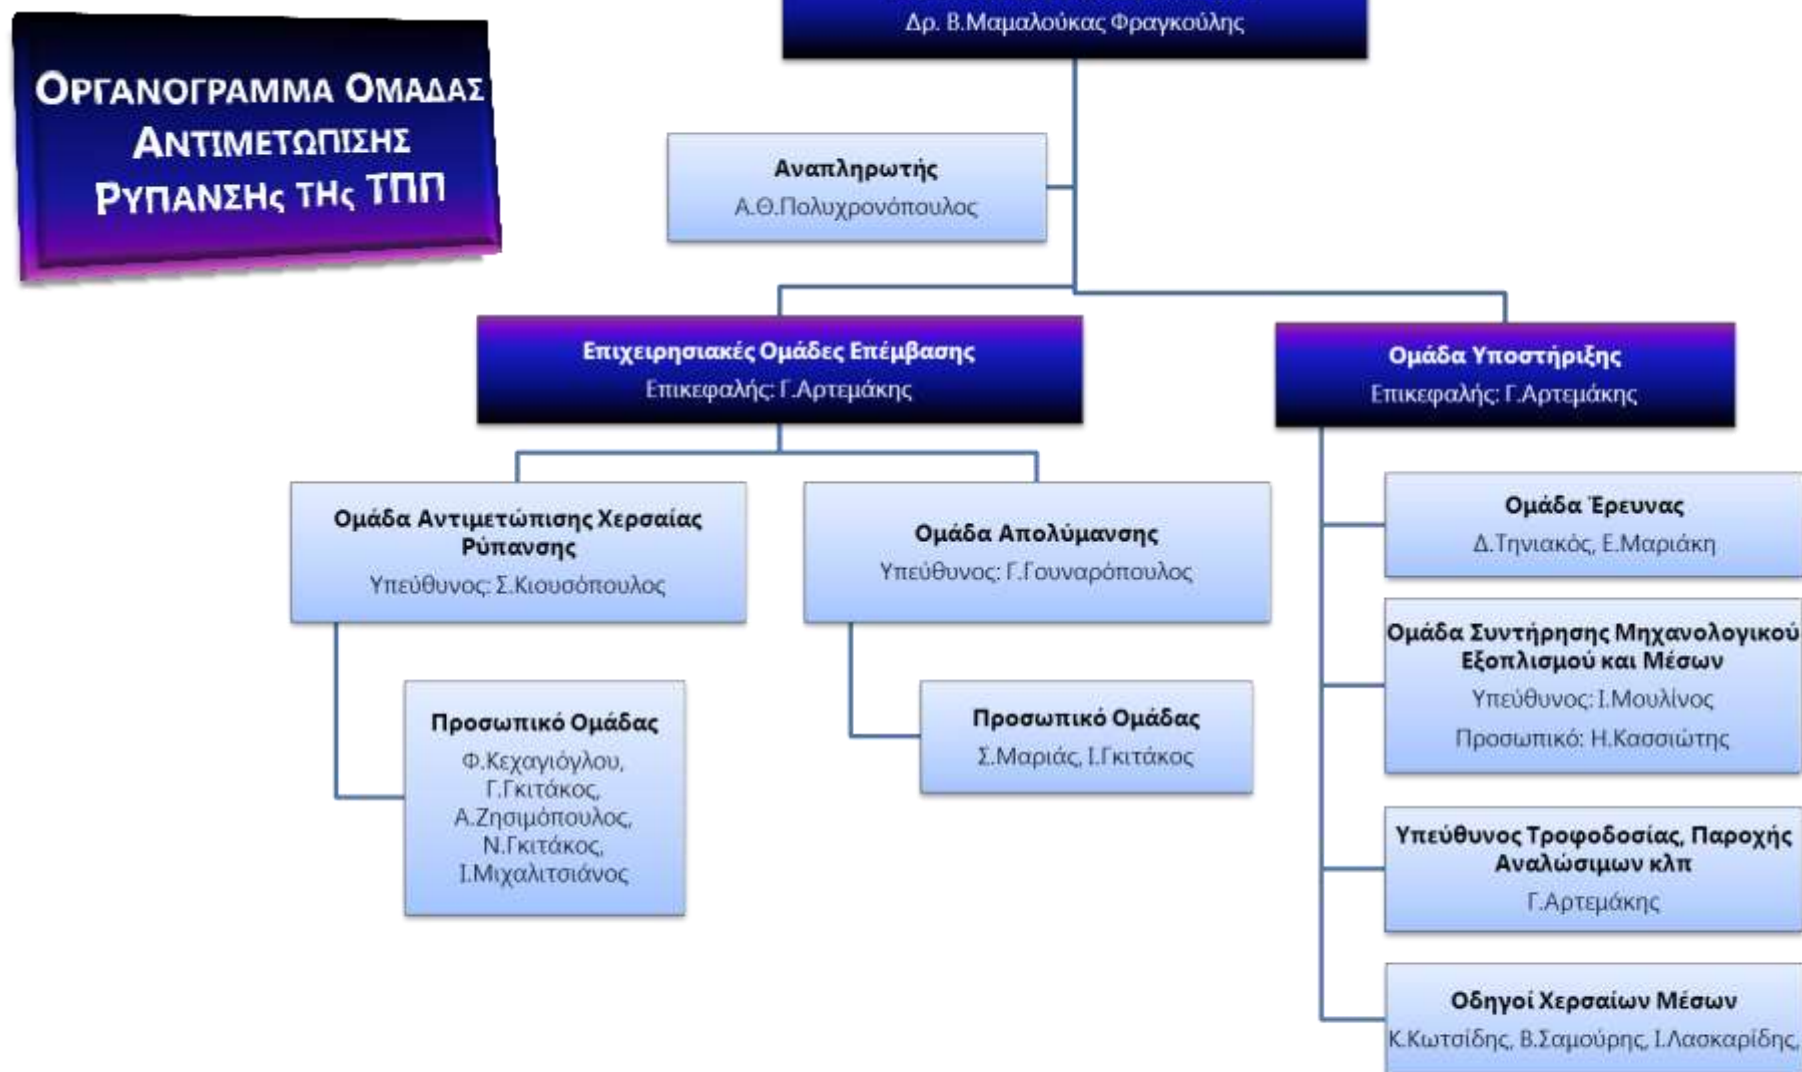 ΟΡΓΑΝΟΓΡΑΜΜΑ ΟΜΑΔΑΣ
ΑΝΤΙΜΕΤΩΠΙΣΗΣ
ΡΥΠΑΝΣΗς ΤΗς ΤΠΠ
Δρ. Β.Μαμαλούκας Φραγκούλης
Αναπληρωτής
Α.Θ.Πολυχρονόπουλος
Επιχειρησιακές Ομάδες Επέμβασης
Επικεφαλής: Γ.Αρτεμάκης
Ομάδα Αντιμετώπισης Χερσαίας
Ρύπανσης
Υπεύθυνος: Σ.Κιουσόπουλος
Προσωπικό Ομάδας
Φ.Κεχαγιόγλου,
Γ.Γκιτάκος,
Α.Ζησιμόπουλος,
Ν.Γκιτάκος,
Ι.Μιχαλιτσιάνος
Ομάδα Απολύμανσης
Υπεύθυνος: Γ.Γουναρόπουλος
Προσωπικό Ομάδας
Σ.Μαριάς, Ι.Γκιτάκος
Ομάδα Υποστήριξης
Επικεφαλής: Γ.Αρτεμάκης
Ομάδα Έρευνας
Δ.Τηνιακός, Ε.Μαριάκη
Ομάδα Συντήρησης Μηχανολογικού
Εξοπλισμού και Μέσων
Υπεύθυνος: Ι.Μουλίνος
Προσωπικό: Η.Κασσιώτης
Υπεύθυνος Τροφοδοσίας, Παροχής
Αναλώσιμων κλπ
Γ.Αρτεμάκης
Οδηγοί Χερσαίων Μέσων
Κ.Κωτσίδης, Β.Σαμούρης, Ι.Λασκαρίδης,